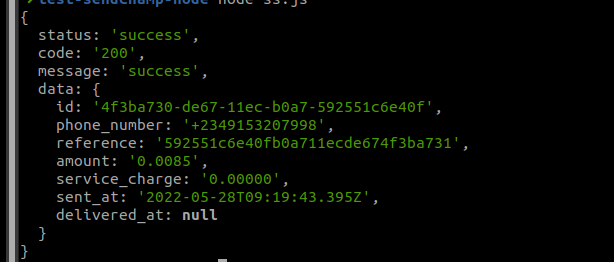 test-sendchamp-node node ss.js
{
  status: 'success',
  code: '200',
  message: 'success',
  data: {
    id: '4f3ba730-de67-11ec-b0a7-592551c6e40f',
    phone_number: '+2349153207998',
    reference: '592551c6e40fb0a711ecde674f3ba731',
    amount: '0.0085',
    service_charge: '0.00000',
    sent_at: '2022-05-28T09:19:43.395Z',
    delivered_at: null
  }
}